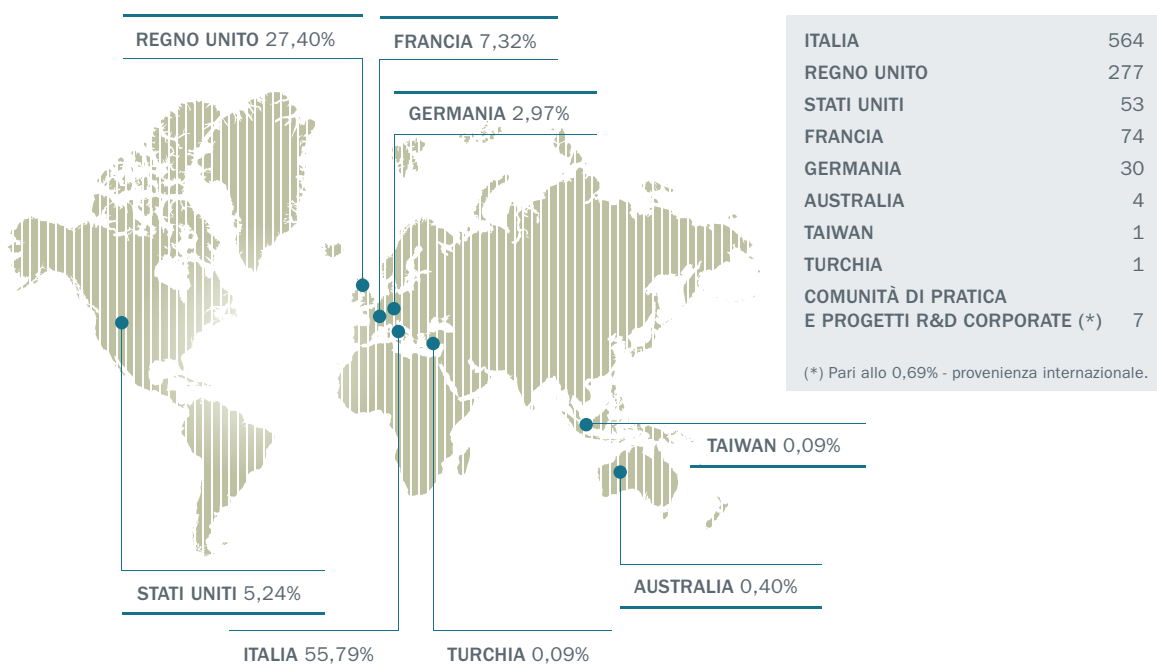 REGNO UNITO 27,40%
FRANCIA 7,32%
GERMANIA 2,97%
ITALIA 564
REGNO UNITO 277
STATI UNITI 53
FRANCIA 74
GERMANIA 30
AUSTRALIA 4
TAIWAN 1
TURCHIA 1
COMUNITÀ DI PRATICA
E PROGETTI R&D CORPORATE (*) 7
(*) Pari allo 0,69% - provenienza internazionale.
TAIWAN 0,09%
AUSTRALIA 0,40%
STATI UNITI 5,24%
ITALIA 55,79%
TURCHIA 0,09%